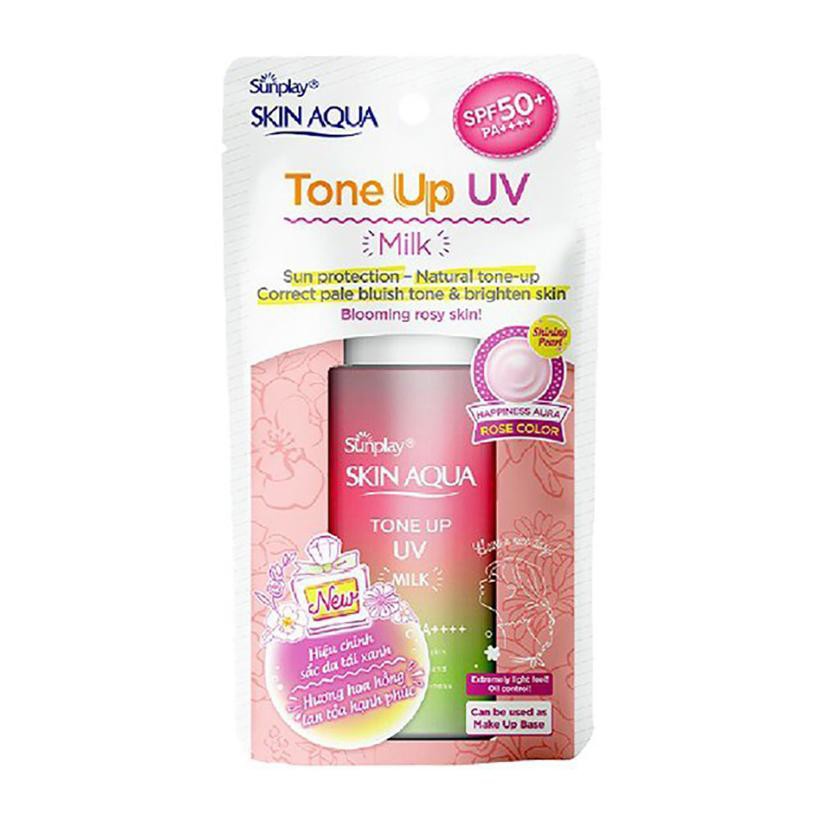 Sunplay®
SKIN AQUA
SPF50+
PA++++
Tone Up UV
Milk
Sun protection – Natural tone-up
Correct pale bluish tone & brighten skin
Blooming rosy skin!
Shining
Pearl
HAPPINESS AURA
ROSE COLOR
Sunplay®
SKIN AQUA
TONE UP
UV
MILK
A++++
New
Hiệu chỉnh
sắc da tái xanh
Hương hoa hồng
lan tỏa hạnh phúc
Extremely light feel!
Oil control!
Can be used as
Make Up Base